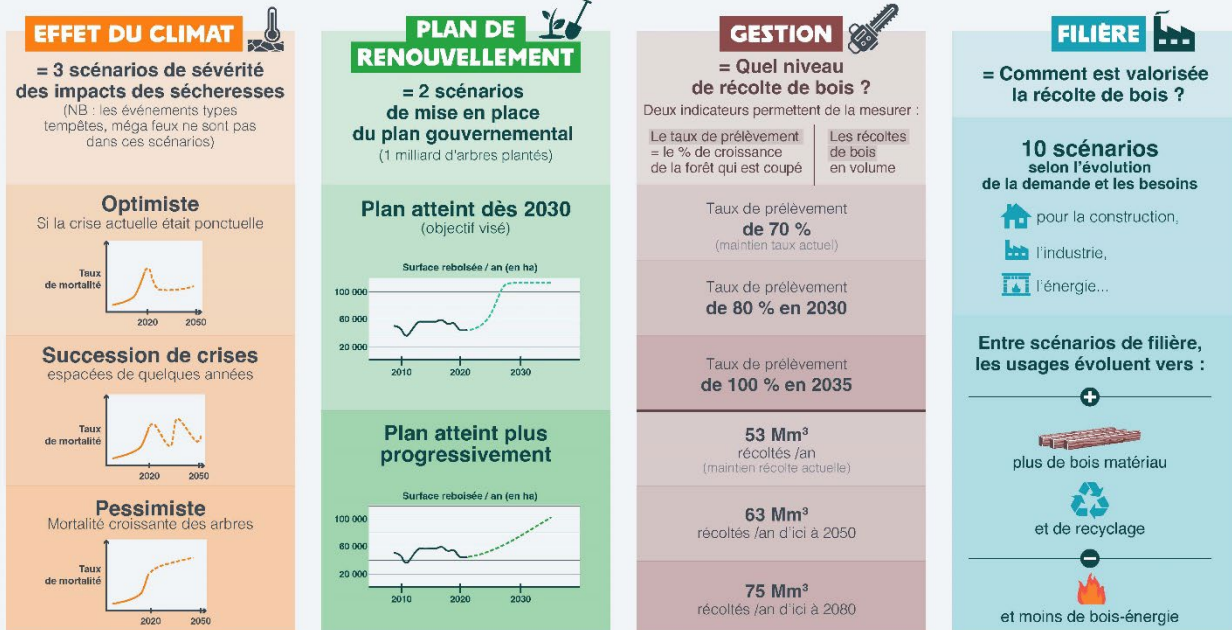 EFFET DU CLIMAT
= 3 scénarios de sévérité
des impacts des sécheresses
(NB : les événements types
tempêtes, méga feux ne sont pas
dans ces scénarios)
Optimiste
Si la crise actuelle était ponctuelle
Taux
de mortalité
2020 2050
Succession de crises
espacées de quelques années
Taux
de mortalité
2020 2050
Pessimiste
Mortalité croissante des arbres
Taux
de mortalité
2020 2050
PLAN DE
RENOUVELLEMENT
= 2 scénarios
de mise en place
du plan gouvernemental
(1 milliard d'arbres plantés)
Plan atteint dès 2030
(objectif visé)
Surface reboisée / an (en ha)
100 000
60 000
20 000
2010 2020 2030
Plan atteint plus
progressivement
Surface reboisée / an (en ha)
100 000
60 000
20 000
2010 2020 2030
GESTION
= Quel niveau
de récolte de bois ?
Deux indicateurs permettent de la mesurer :
Le taux de prélèvement
= le % de croissance
de la forêt qui est coupé
Les récoltes
de bois
en volume
Taux de prélèvement
de 70 %
(maintien taux actuel)
Taux de prélèvement
de 80 % en 2030
Taux de prélèvement
de 100 % en 2035
53 Mm³
récoltés /an
(maintien récolte actuelle)
63 Mm³
récoltés /an d'ici à 2050
75 Mm³
récoltés /an d'ici à 2080
FILIÈRE
= Comment est valorisée
la récolte de bois ?
10 scénarios
selon l'évolution
de la demande et les besoins
pour la construction,
l'industrie,
l'énergie...
Entre scénarios de filière,
les usages évoluent vers :
+
plus de bois matériau
et de recyclage
-
et moins de bois-énergie